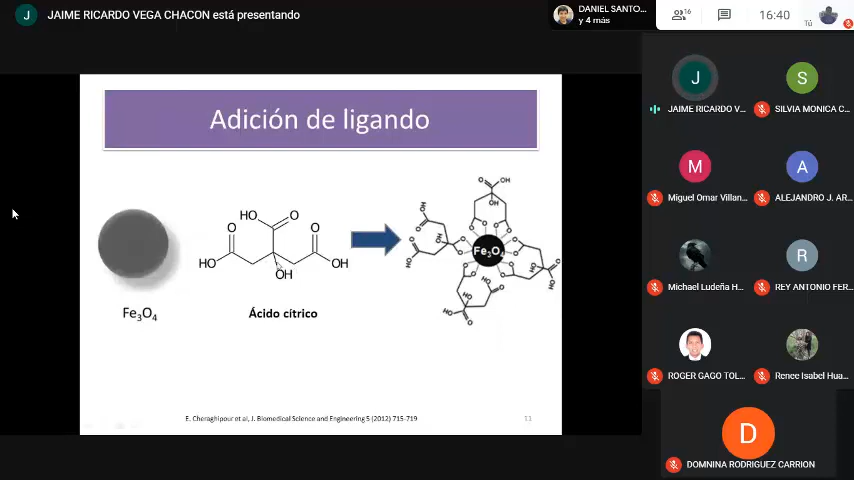 J JAIME RICARDO VEGA CHACON está presentando
DANIEL SANTO...
y 4 más
16
16:40
Tú
Adición de ligando
Fe3O4
HO
O
O
O
HO
OH
OH
Ácido cítrico
Fe3O4
E. Cheraghipour et al, J. Biomedical Science and Engineering 5 (2012) 715-719
11
J
JAIME RICARDO V...
S
SILVIA MONICA C...
M
Miguel Omar Villan...
A
ALEJANDRO J. AR...
Michael Ludeña H...
R
REY ANTONIO FER...
ROGER GAGO TOL...
Renee Isabel Hua...
D
DOMNINA RODRIGUEZ CARRION